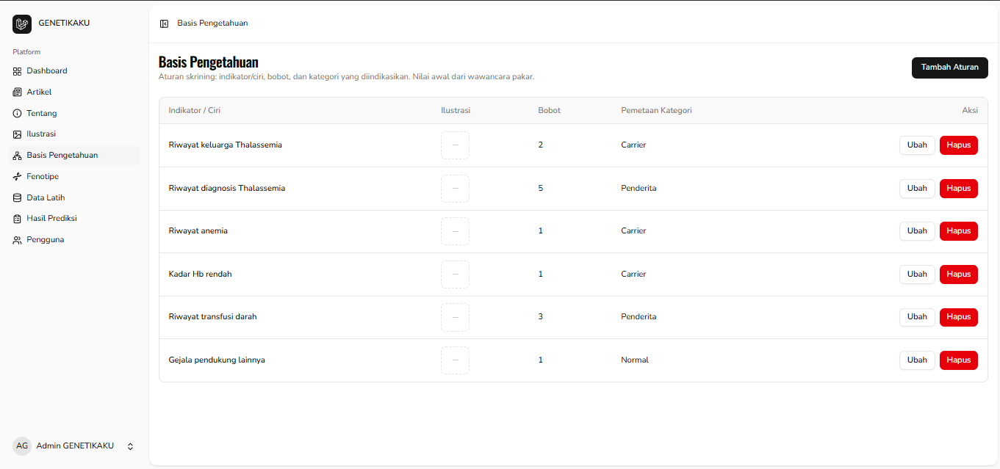 GENETIKAKU
Platform
Dashboard
Artikel
Tentang
Ilustrasi
Basis Pengetahuan
Fenotipe
Data Latih
Hasil Prediksi
Pengguna
AG Admin GENETIKAKU
Basis Pengetahuan
Basis Pengetahuan
Aturan skrining: indikator/ciri, bobot, dan kategori yang diindikasikan. Nilai awal dari wawancara pakar.
Tambah Aturan
Indikator / Ciri Ilustrasi Bobot Pemetaan Kategori Aksi
Riwayat keluarga Thalassemia — 2 Carrier Ubah Hapus
Riwayat diagnosis Thalassemia — 5 Penderita Ubah Hapus
Riwayat anemia — 1 Carrier Ubah Hapus
Kadar Hb rendah — 1 Carrier Ubah Hapus
Riwayat transfusi darah — 3 Penderita Ubah Hapus
Gejala pendukung lainnya — 1 Normal Ubah Hapus